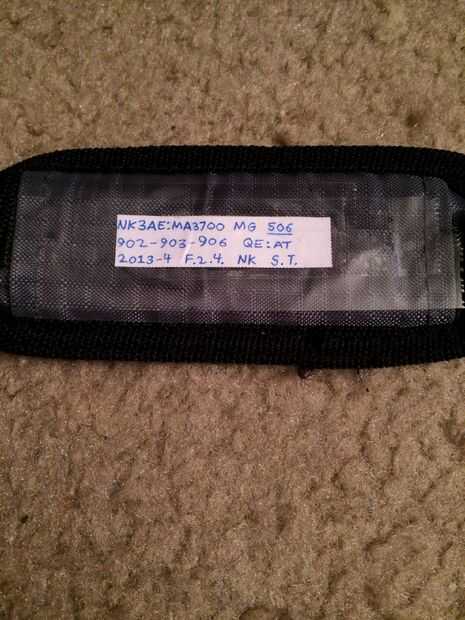 NK3AE:MA3700 MG 506
902-903-906 QE:AT
2013-4 F.2.4. NK S.T.